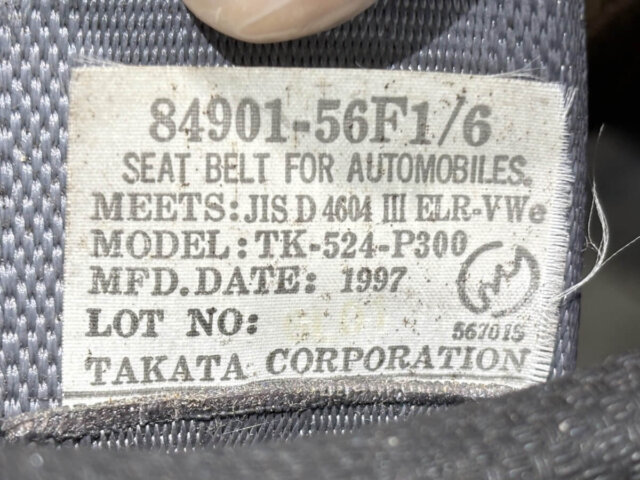 84901-56F1/6
SEAT BELT FOR AUTOMOBILES.
MEETS:JIS D 4604 III ELR-VWe
MODEL:TK-524-P300
MFD.DATE: 1997
LOT NO:
56701S
TAKATA CORPORATION